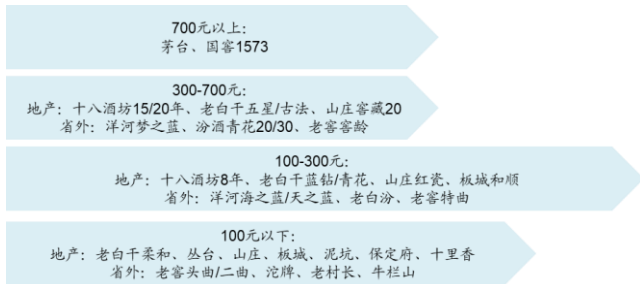 700元以上：
茅台、国窖1573
300-700元：
地产：十八酒坊15/20年、老白干五星/古法、山庄窖藏20
省外：洋河梦之蓝、汾酒青花20/30、老窖窖龄
100-300元：
地产：十八酒坊8年、老白干蓝钻/青花、山庄红瓷、板城和顺
省外：洋河海之蓝/天之蓝、老白汾、老窖特曲
100元以下：
地产：老白干柔和、丛台、山庄、板城、泥坑、保定府、十里香
省外：老窖头曲/二曲、沱牌、老村长、牛栏山